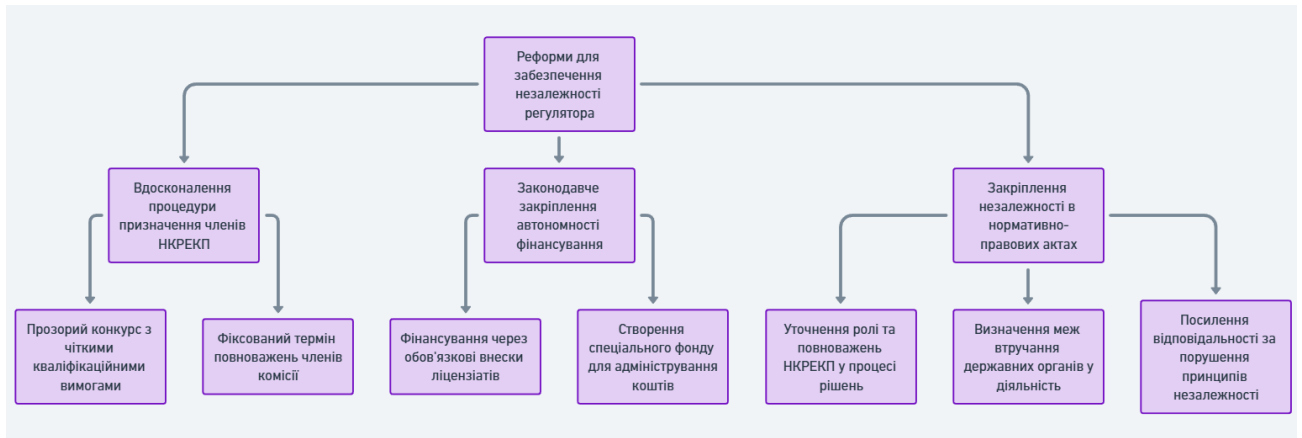 Реформи для
забезпечення
незалежності
регулятора
Вдосконалення
процедури
призначення членів
НКРЕКП
Законодавче
закріплення
автономності
фінансування
Закріплення
незалежності в
нормативно-
правових актах
Прозорий конкурс з
чіткими
кваліфікаційними
вимогами
Фіксований термін
повноважень членів
комісії
Фінансування через
обов'язкові внески
ліцензіатів
Створення
спеціального фонду
для адміністрування
коштів
Уточнення ролі та
повноважень
НКРЕКП у процесі
рішень
Визначення меж
втручання
державних органів у
діяльність
Посилення
відповідальності за
порушення
принципів
незалежності